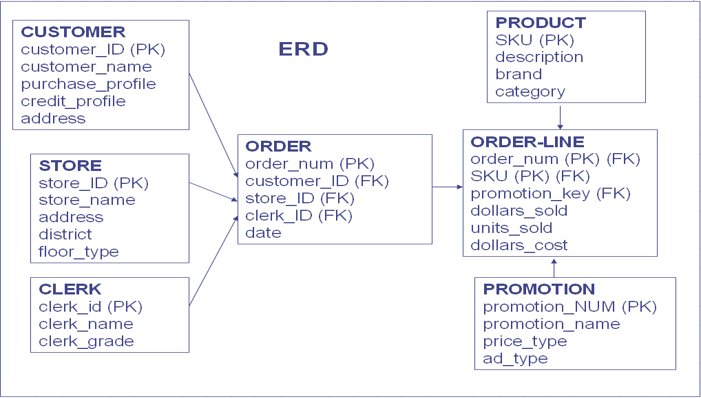 ERD
CUSTOMER
customer_ID (PK)
customer_name
purchase_profile
credit_profile
address
STORE
store_ID (PK)
store_name
address
district
floor_type
CLERK
clerk_id (PK)
clerk_name
clerk_grade
ORDER
order_num (PK)
customer_ID (FK)
store_ID (FK)
clerk_ID (FK)
date
PRODUCT
SKU (PK)
description
brand
category
ORDER-LINE
order_num (PK) (FK)
SKU (PK) (FK)
promotion_key (FK)
dollars_sold
units_sold
dollars_cost
PROMOTION
promotion_NUM (PK)
promotion_name
price_type
ad_type